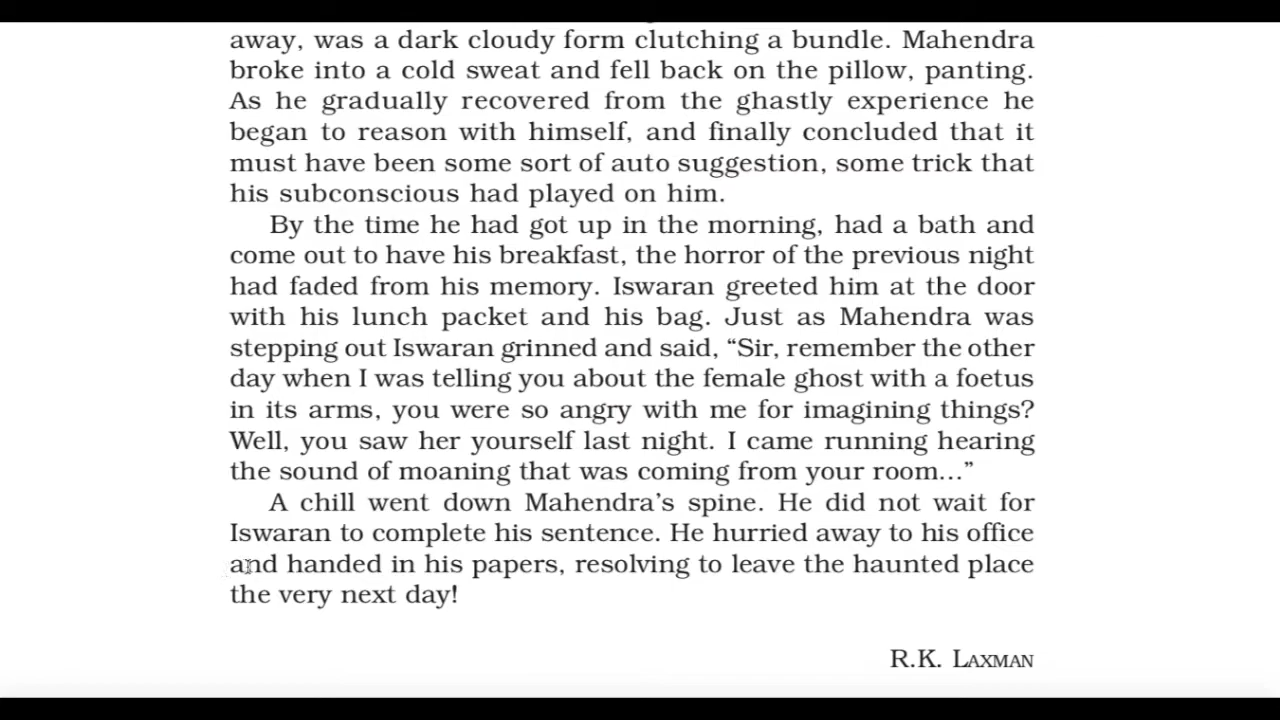 away, was a dark cloudy form clutching a bundle. Mahendra
broke into a cold sweat and fell back on the pillow, panting.
As he gradually recovered from the ghastly experience he
began to reason with himself, and finally concluded that it
must have been some sort of auto suggestion, some trick that
his subconscious had played on him.
By the time he had got up in the morning, had a bath and
come out to have his breakfast, the horror of the previous night
had faded from his memory. Iswaran greeted him at the door
with his lunch packet and his bag. Just as Mahendra was
stepping out Iswaran grinned and said, “Sir, remember the other
day when I was telling you about the female ghost with a foetus
in its arms, you were so angry with me for imagining things?
Well, you saw her yourself last night. I came running hearing
the sound of moaning that was coming from your room...”
A chill went down Mahendra’s spine. He did not wait for
Iswaran to complete his sentence. He hurried away to his office
and handed in his papers, resolving to leave the haunted place
the very next day!
R.K. LAXMAN